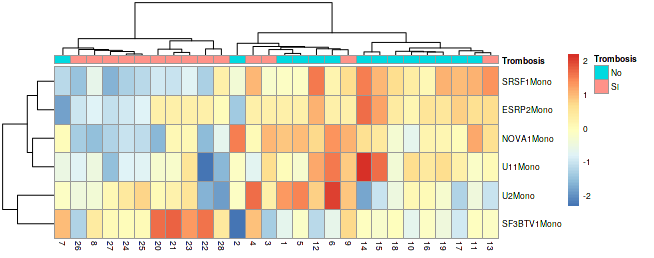 Trombosis
SRSF1Mono
ESRP2Mono
NOVA1Mono
U11Mono
U2Mono
SF3BTV1Mono
7 26 8 27 24 25 20 21 23 22 28 2 4 3 1 5 12 6 9 14 15 18 10 16 19 17 11 13
2
1
0
-1
-2
Trombosis
No
SI